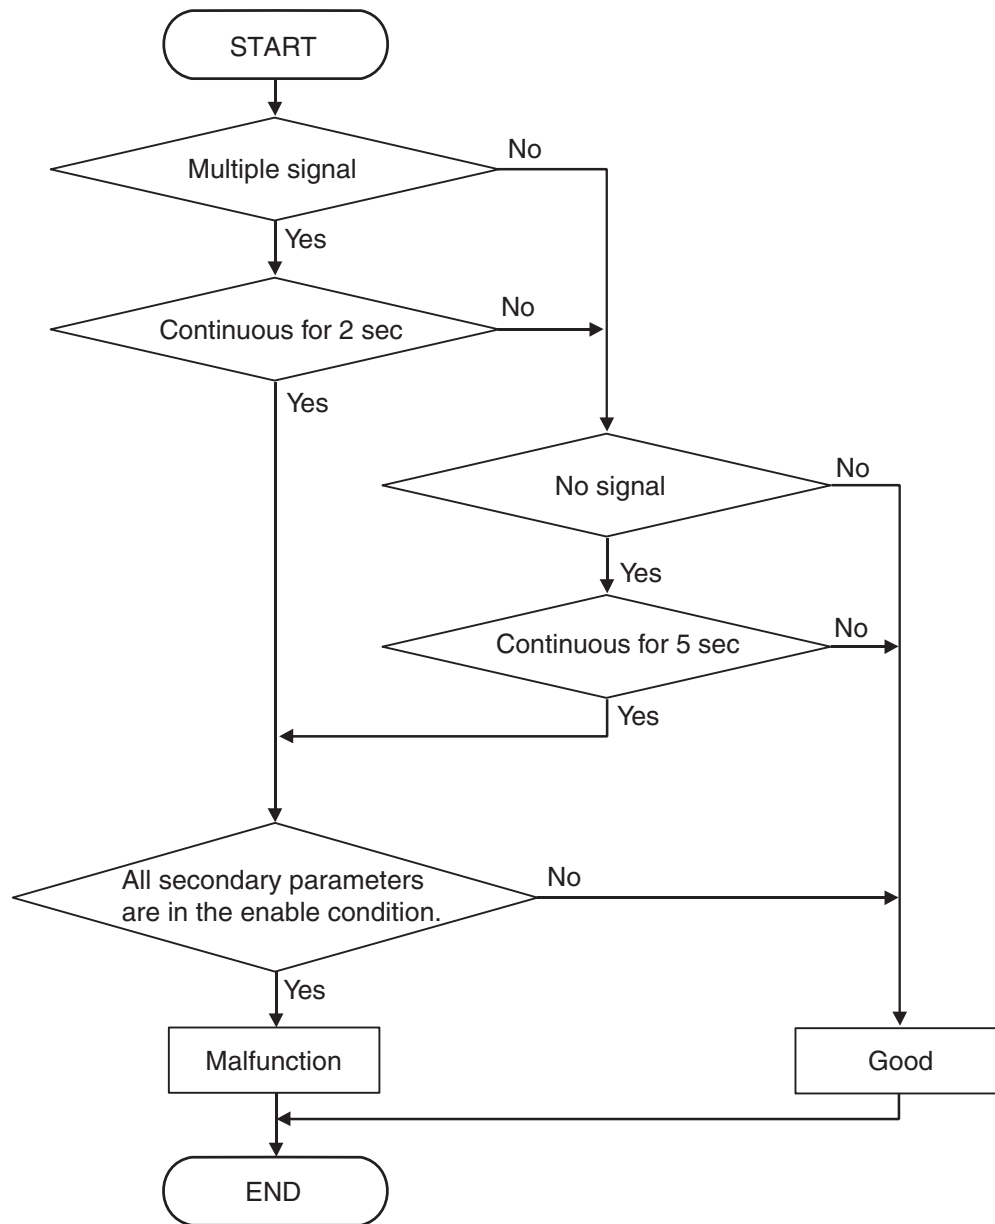 START
Multiple signal
No
Yes
Continuous for 2 sec
No
Yes
No signal
No
Yes
Continuous for 5 sec
No
Yes
All secondary parameters
are in the enable condition.
No
Yes
Malfunction
Good
END